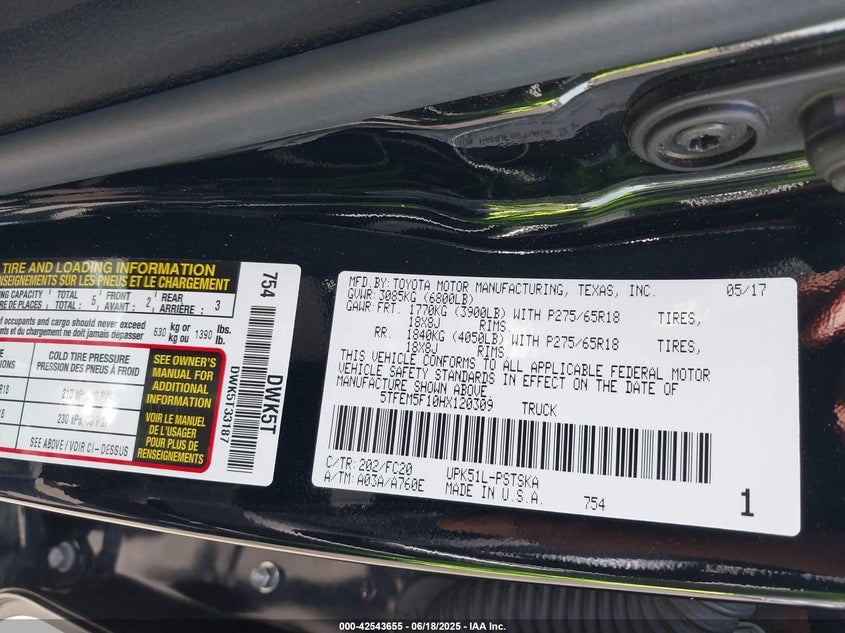 TIRE AND LOADING INFORMATION
RENSEIGNEMENTS SUR LES PNEUS ET LE CHARGEMENT
CAPACITY TOTAL 5 FRONT 2 REAR 3
DE PLACES TOTAL : AVANT : ARRIÈRE :
of occupants and cargo should never exceed 630 kg or 1390 lbs.
et du chargement ne doit jamais dépasser kg ou lb.
COLD TIRE PRESSURE
PRESSION DES PNEUS À FROID
SEE ABOVE / VOIR CI-DESSUS
SEE OWNER'S
MANUAL FOR
ADDITIONAL
INFORMATION
VOIR LE MANUEL
DE L'USAGER
POUR PLUS DE
RENSEIGNEMENTS
754
DWK5T
DWK5T33187
MFD BY: TOYOTA MOTOR MANUFACTURING, TEXAS, INC. 05/17
GVWR: 3085KG (6800LB)
GAWR: FRT. 1770KG (3900LB) WITH P275/65R18 TIRES,
18X8J RIMS,
RR. 1840KG (4050LB) WITH P275/65R18 TIRES,
18X8J RIMS,
THIS VEHICLE CONFORMS TO ALL APPLICABLE FEDERAL MOTOR
VEHICLE SAFETY STANDARDS IN EFFECT ON THE DATE OF
MANUFACTURE SHOWN ABOVE.
5TFEM5F10HX120309 TRUCK
C/TR: 202/FC20 UPK51L-PSTSKA
A/TM: A03A/A760E MADE IN U.S.A. 754
1
000-42543655 - 06/18/2025 - IAA Inc.